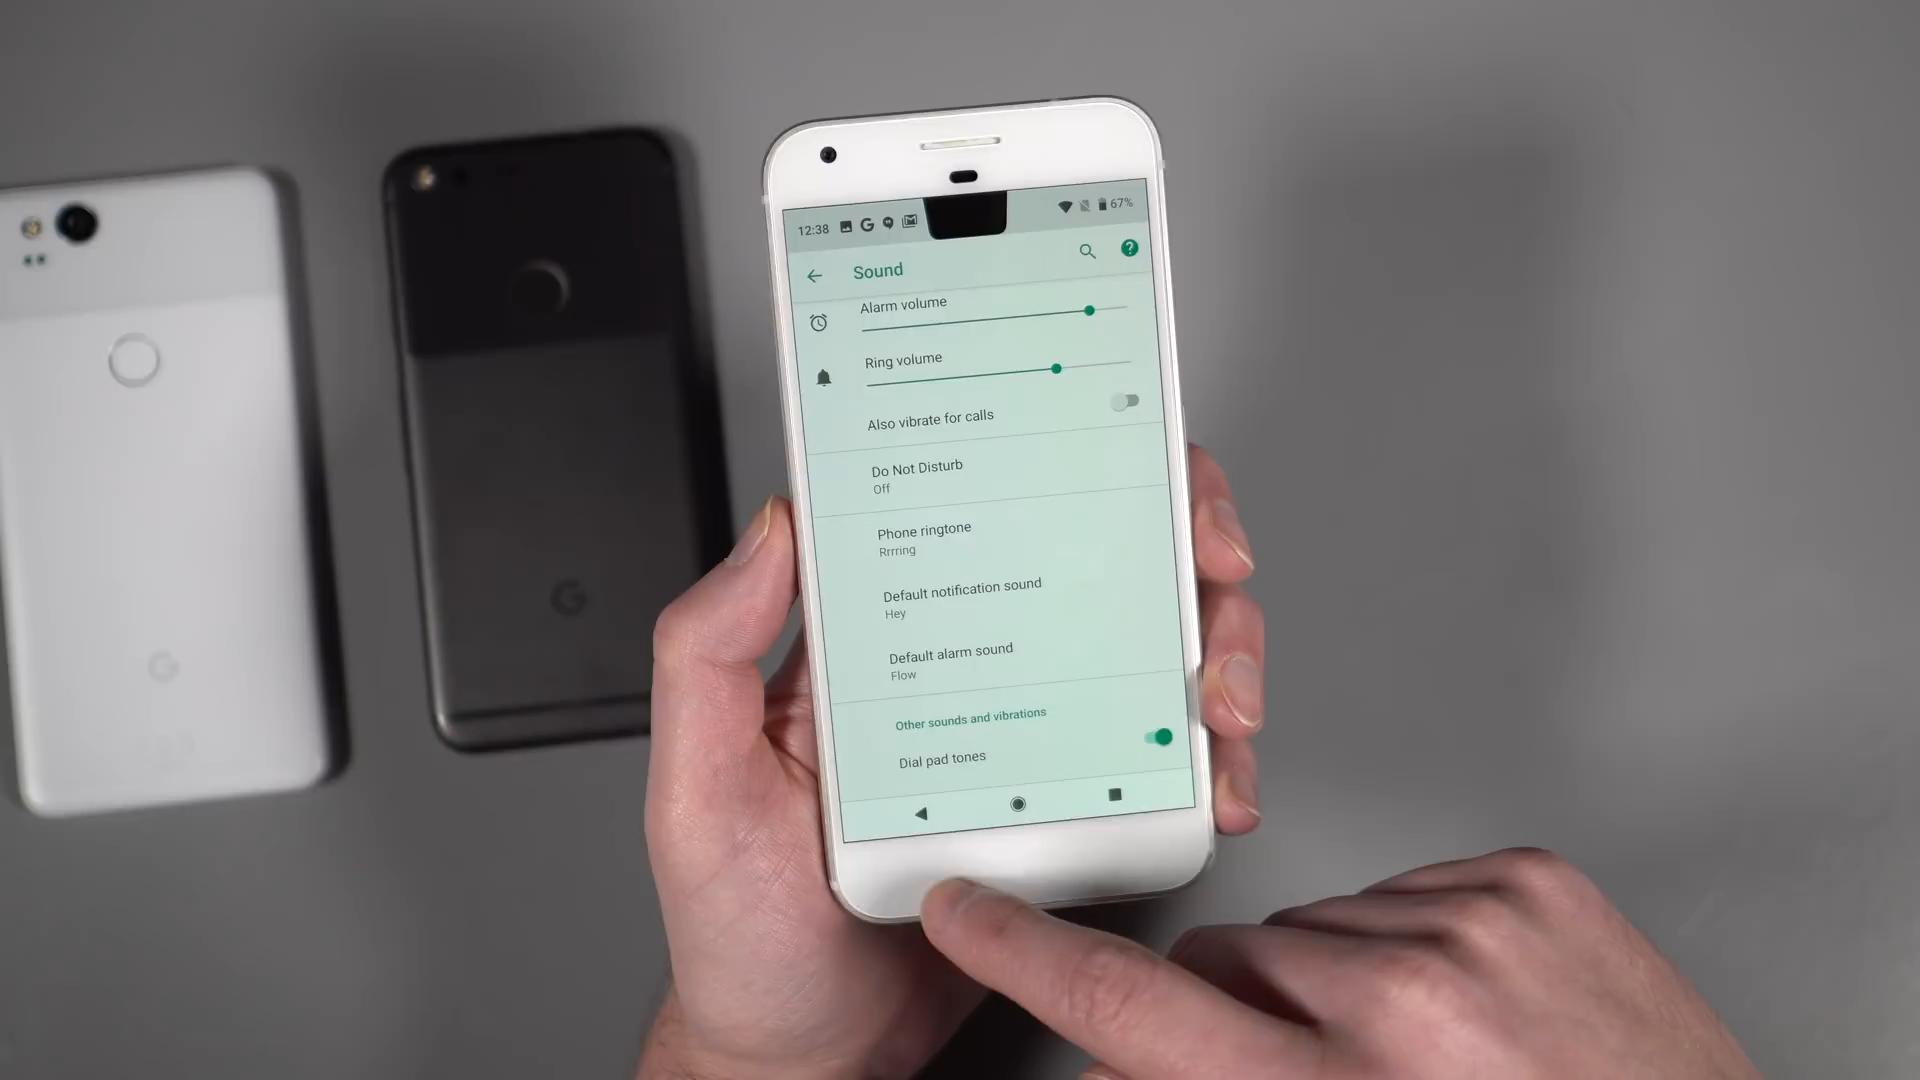 12:38 G 67%
Sound
Alarm volume
Ring volume
Also vibrate for calls
Do Not Disturb
Off
Phone ringtone
Rrrring
Default notification sound
Hey
Default alarm sound
Flow
Other sounds and vibrations
Dial pad tones
G
G